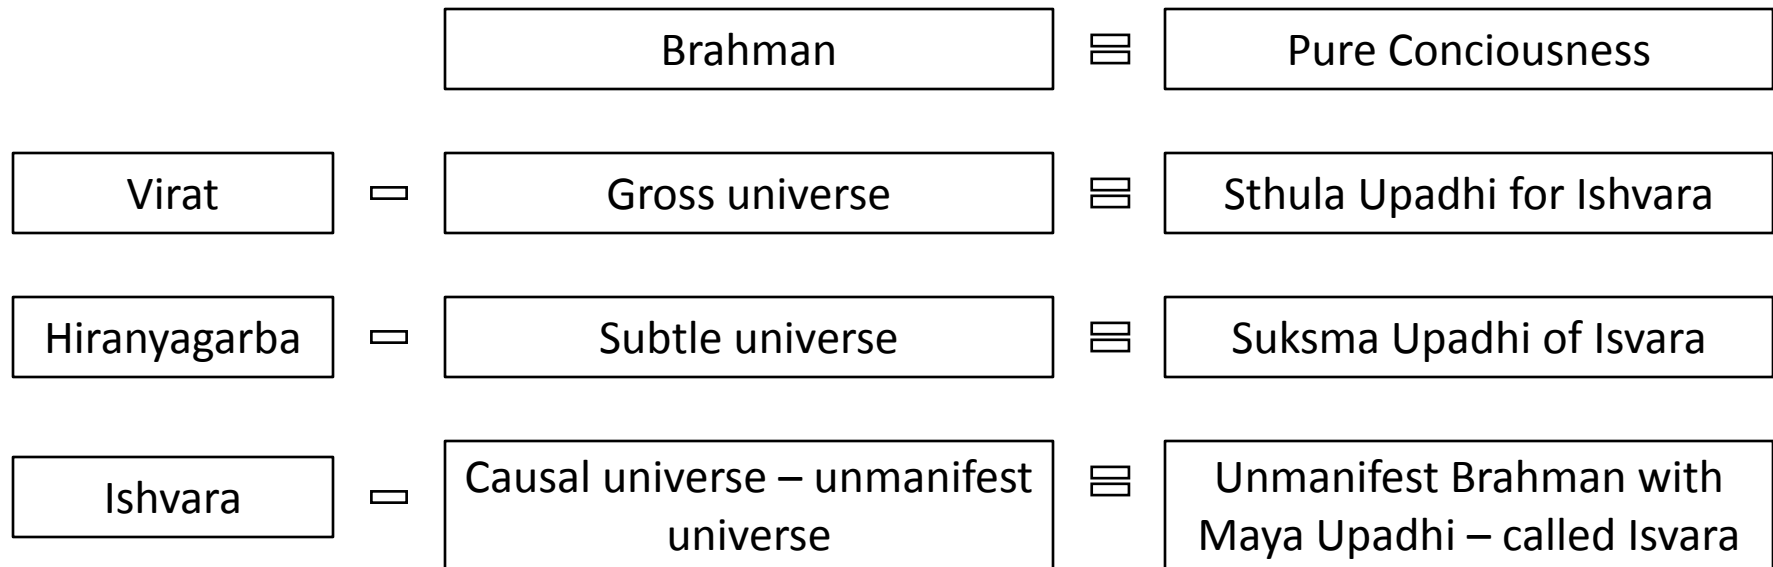 Brahman = Pure Conciousness
Virat – Gross universe = Sthula Upadhi for Ishvara
Hiranyagarba – Subtle universe = Suksma Upadhi of Isvara
Ishvara – Causal universe – unmanifest universe = Unmanifest Brahman with Maya Upadhi – called Isvara